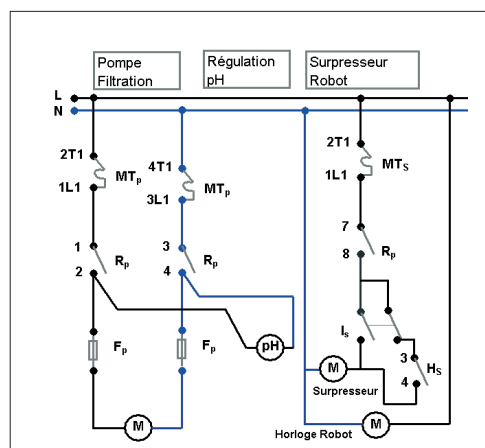 Pompe
Filtration
Régulation
pH
Surpresseur
Robot
L
N
2T1
MTp
1L1
4T1
MTp
3L1
2T1
MTS
1L1
1
Rp
2
3
Rp
4
7
Rp
8
Fp
Fp
pH
Is
3
HS
4
M
Surpresseur
M
M
Horloge Robot